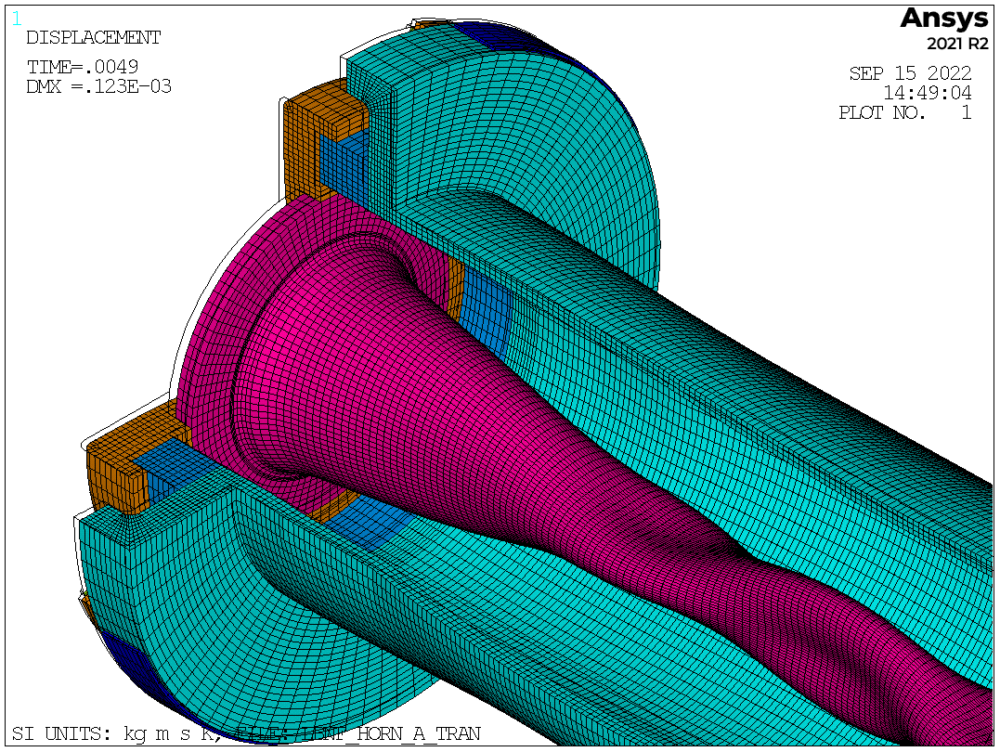 1
DISPLACEMENT
TIME=.0049
DMX =.123E-03
Ansys
2021 R2
SEP 15 2022
14:49:04
PLOT NO. 1
SI UNITS: kg m s K, HORN_A_TRAN